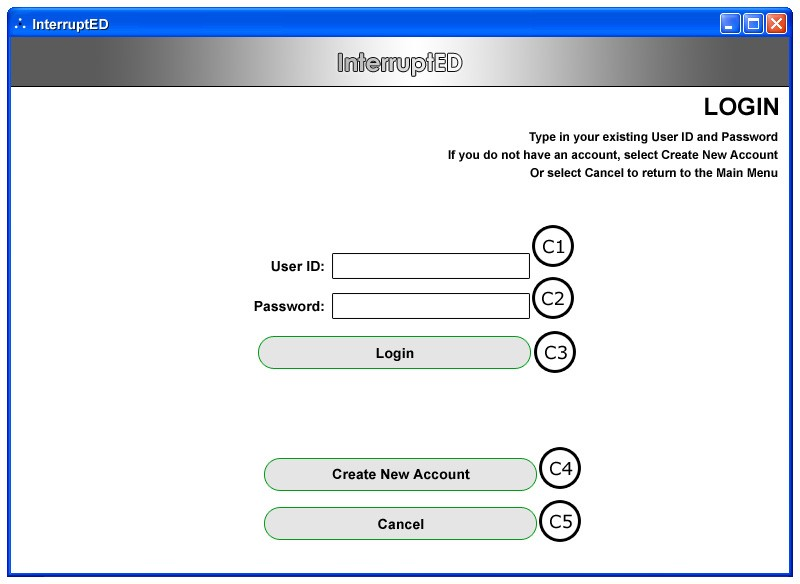 InterruptED
InterruptED
LOGIN
Type in your existing User ID and Password
If you do not have an account, select Create New Account
Or select Cancel to return to the Main Menu
C1
User ID:
C2
Password:
Login
C3
Create New Account
C4
Cancel
C5